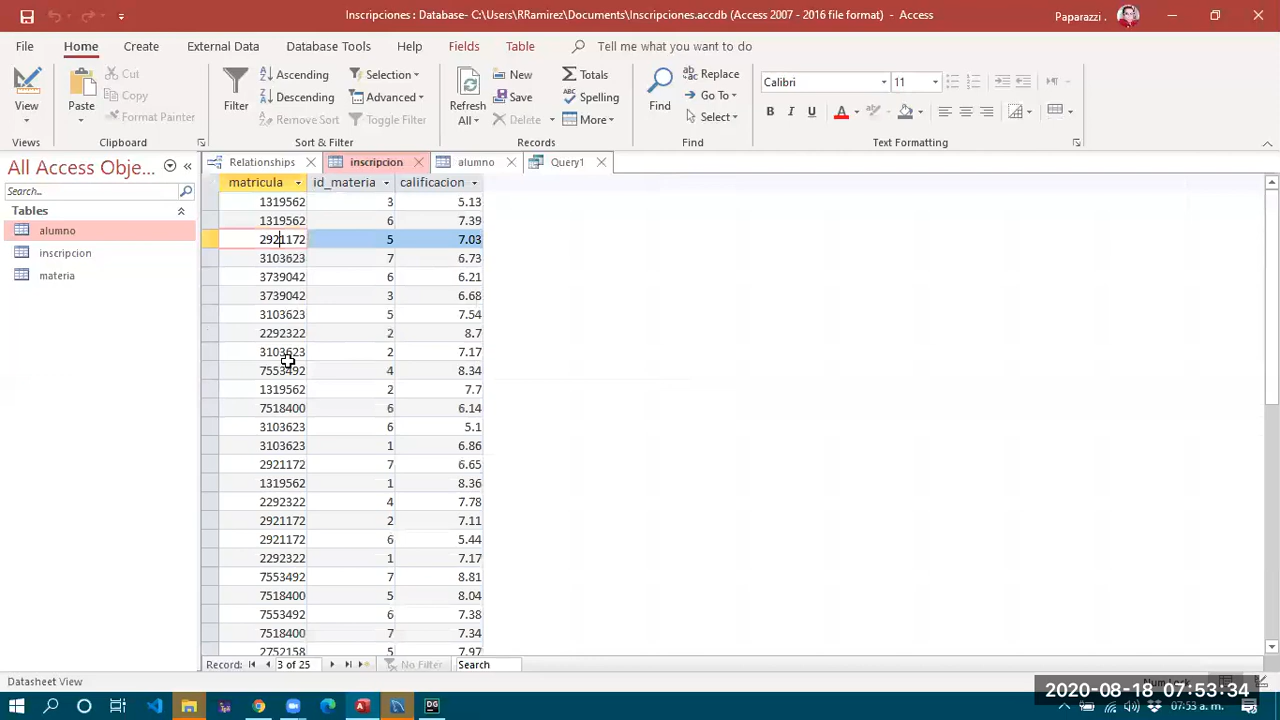 Inscripciones : Database- C:\Users\RRamirez\Documents\Inscripciones.accdb (Access 2007 - 2016 file format) - Access
Paparazzi .
File Home Create External Data Database Tools Help Fields Table Tell me what you want to do
View
Paste
Cut
Copy
Format Painter
Clipboard
Filter
Ascending
Descending
Remove Sort
Selection
Advanced
Toggle Filter
Sort & Filter
Refresh All
New
Save
Delete
Totals
Spelling
More
Records
Find
Replace
Go To
Select
Find
Calibri 11
B I U A
Text Formatting
All Access Obje...
Search...
Tables
alumno
inscripcion
materia
Relationships inscripcion alumno Query1
matricula id_materia calificacion
1319562 3 5.13
1319562 6 7.39
2921172 5 7.03
3103623 7 6.73
3739042 6 6.21
3739042 3 6.68
3103623 5 7.54
2292322 2 8.7
3103623 2 7.17
7553492 4 8.34
1319562 2 7.7
7518400 6 6.14
3103623 6 5.1
3103623 1 6.86
2921172 7 6.65
1319562 1 8.36
2292322 4 7.78
2921172 2 7.11
2921172 6 5.44
2292322 1 7.17
7553492 7 8.81
7518400 5 8.04
7553492 6 7.38
7518400 7 7.34
2752158 5 7.97
Record: 3 of 25 No Filter Search
Datasheet View
Num Lock
2020-08-18 07:53:34
07:53 a. m.